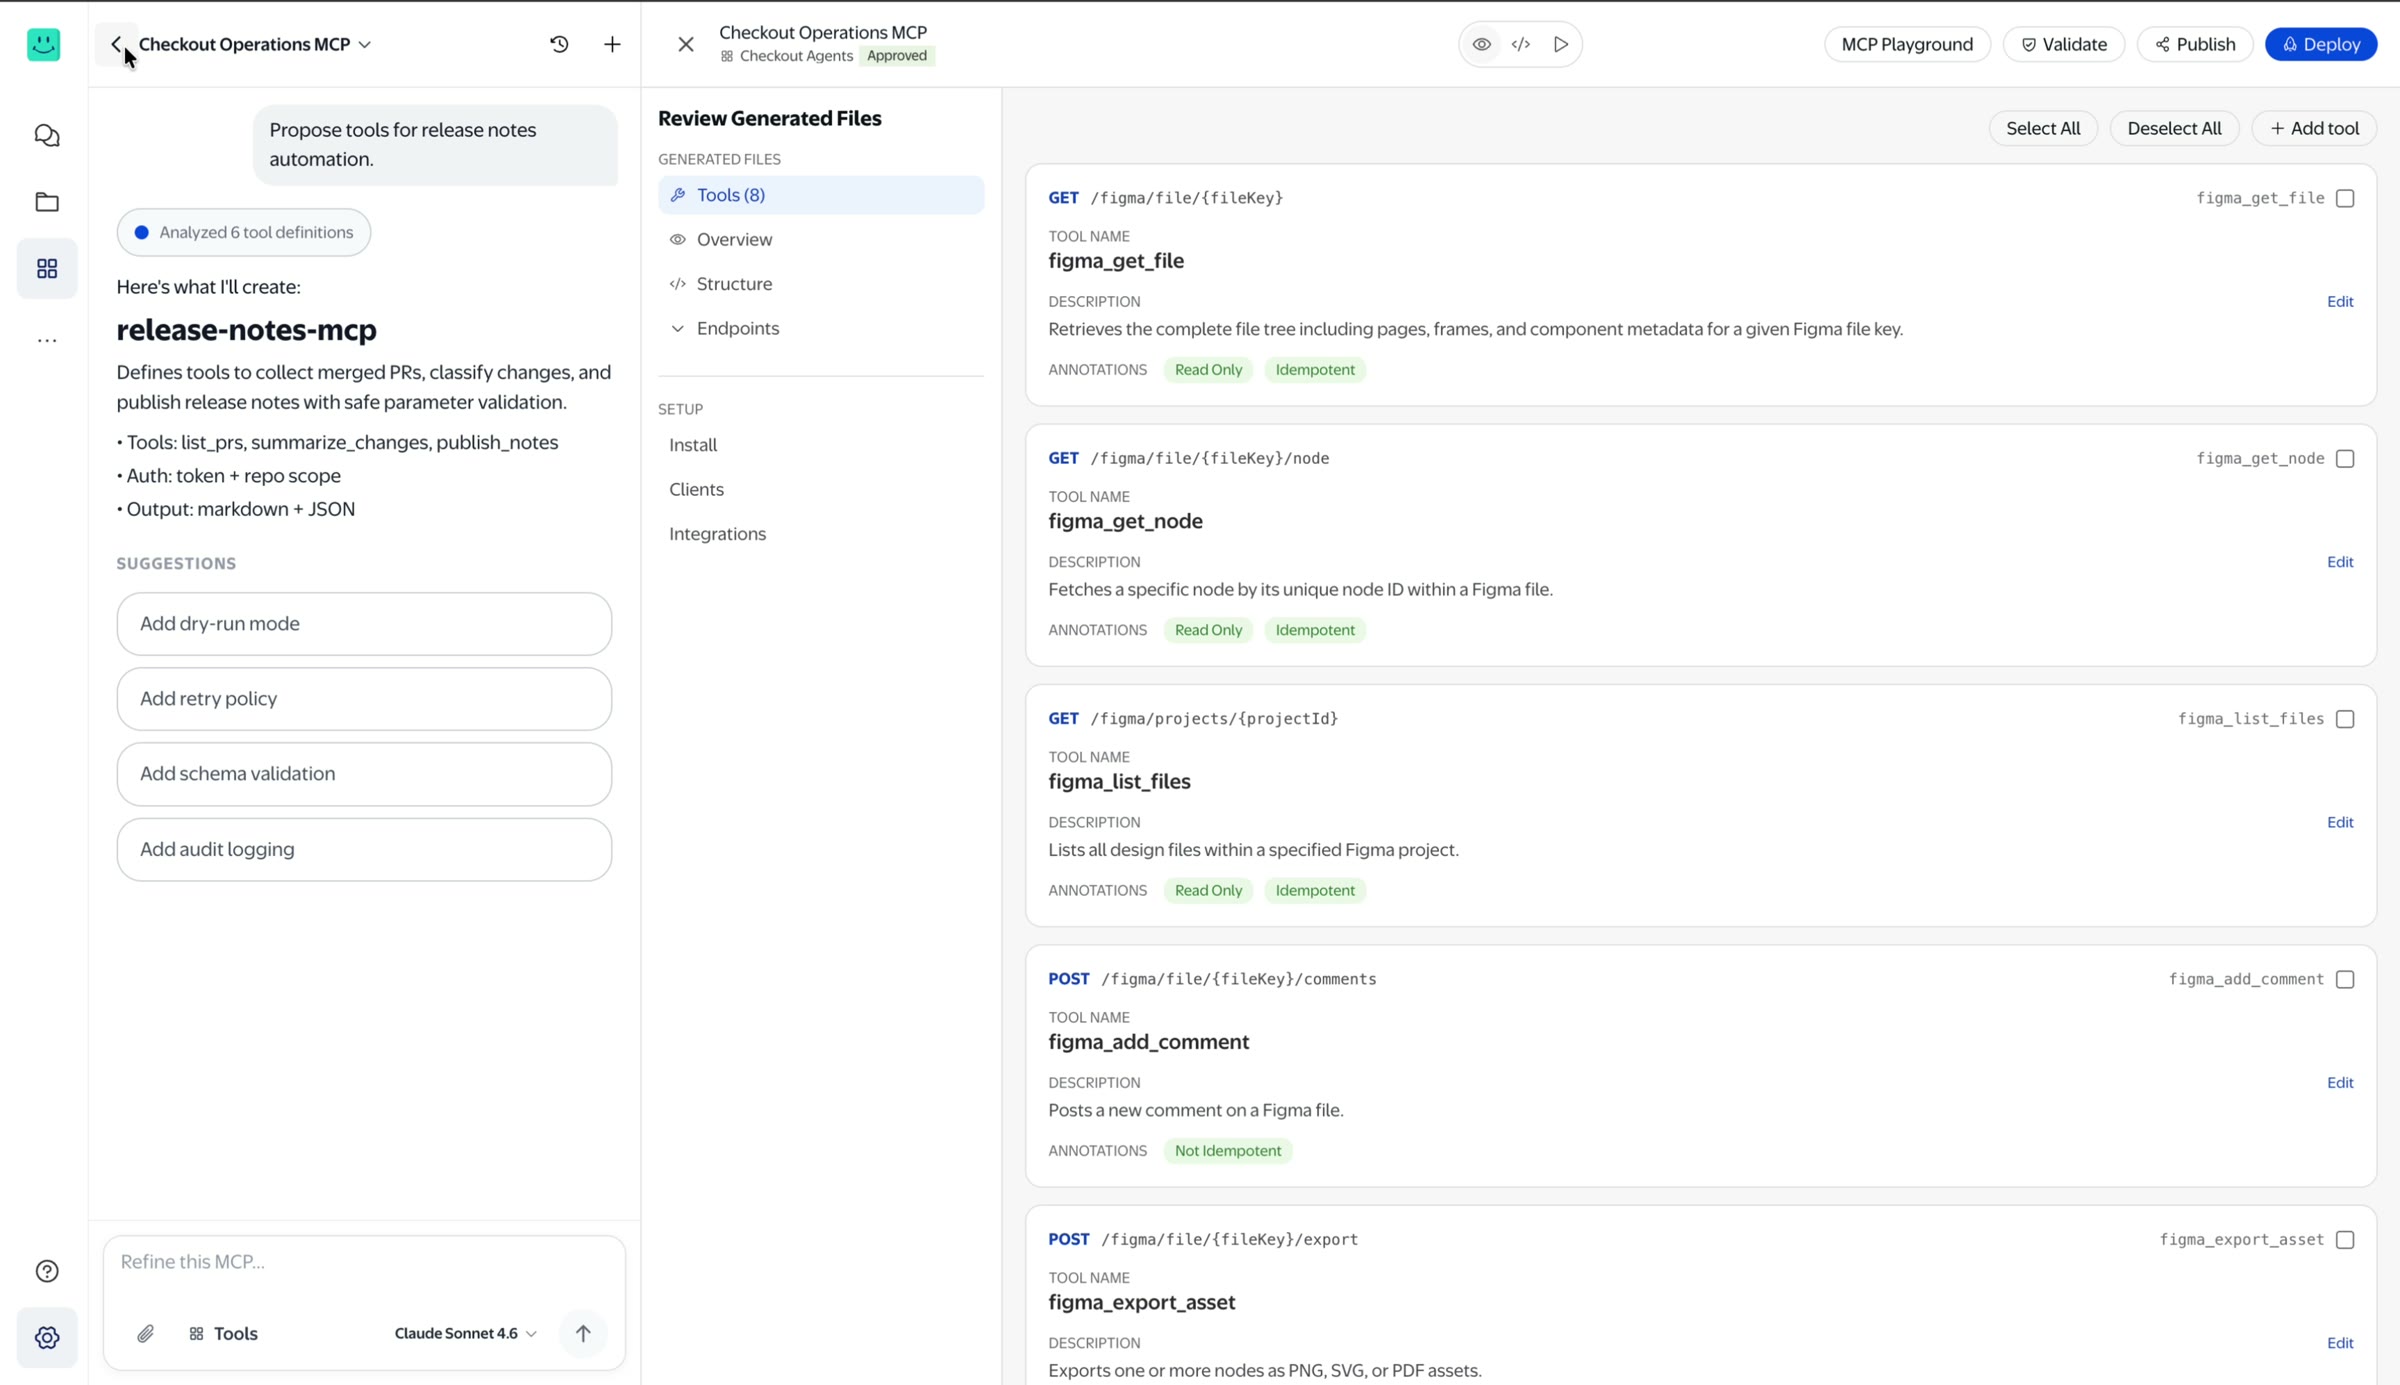 Checkout Operations MCP
Propose tools for release notes
automation.
Analyzed 6 tool definitions
Here's what I'll create:
release-notes-mcp
Defines tools to collect merged PRs, classify changes, and
publish release notes with safe parameter validation.
• Tools: list_prs, summarize_changes, publish_notes
• Auth: token + repo scope
• Output: markdown + JSON
SUGGESTIONS
Add dry-run mode
Add retry policy
Add schema validation
Add audit logging
Refine this MCP...
Tools
Claude Sonnet 4.6
Checkout Operations MCP
Checkout Agents Approved
MCP Playground
Validate
Publish
Deploy
Review Generated Files
GENERATED FILES
Tools (8)
Overview
Structure
Endpoints
SETUP
Install
Clients
Integrations
Select All
Deselect All
+ Add tool
GET /figma/file/{fileKey} figma_get_file
TOOL NAME
figma_get_file
DESCRIPTION Edit
Retrieves the complete file tree including pages, frames, and component metadata for a given Figma file key.
ANNOTATIONS Read Only Idempotent
GET /figma/file/{fileKey}/node figma_get_node
TOOL NAME
figma_get_node
DESCRIPTION Edit
Fetches a specific node by its unique node ID within a Figma file.
ANNOTATIONS Read Only Idempotent
GET /figma/projects/{projectId} figma_list_files
TOOL NAME
figma_list_files
DESCRIPTION Edit
Lists all design files within a specified Figma project.
ANNOTATIONS Read Only Idempotent
POST /figma/file/{fileKey}/comments figma_add_comment
TOOL NAME
figma_add_comment
DESCRIPTION Edit
Posts a new comment on a Figma file.
ANNOTATIONS Not Idempotent
POST /figma/file/{fileKey}/export figma_export_asset
TOOL NAME
figma_export_asset
DESCRIPTION Edit
Exports one or more nodes as PNG, SVG, or PDF assets.